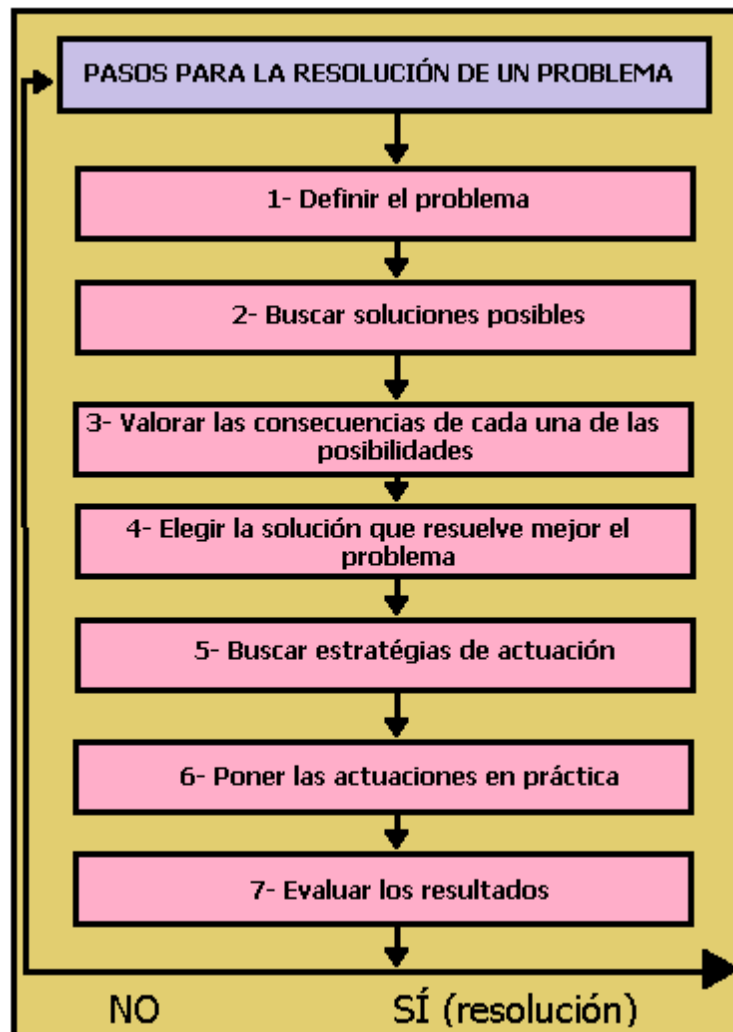 PASOS PARA LA RESOLUCIÓN DE UN PROBLEMA
1- Definir el problema
2- Buscar soluciones posibles
3- Valorar las consecuencias de cada una de las
posibilidades
4- Elegir la solución que resuelve mejor el
problema
5- Buscar estratégias de actuación
6- Poner las actuaciones en práctica
7- Evaluar los resultados
NO SÍ (resolución)